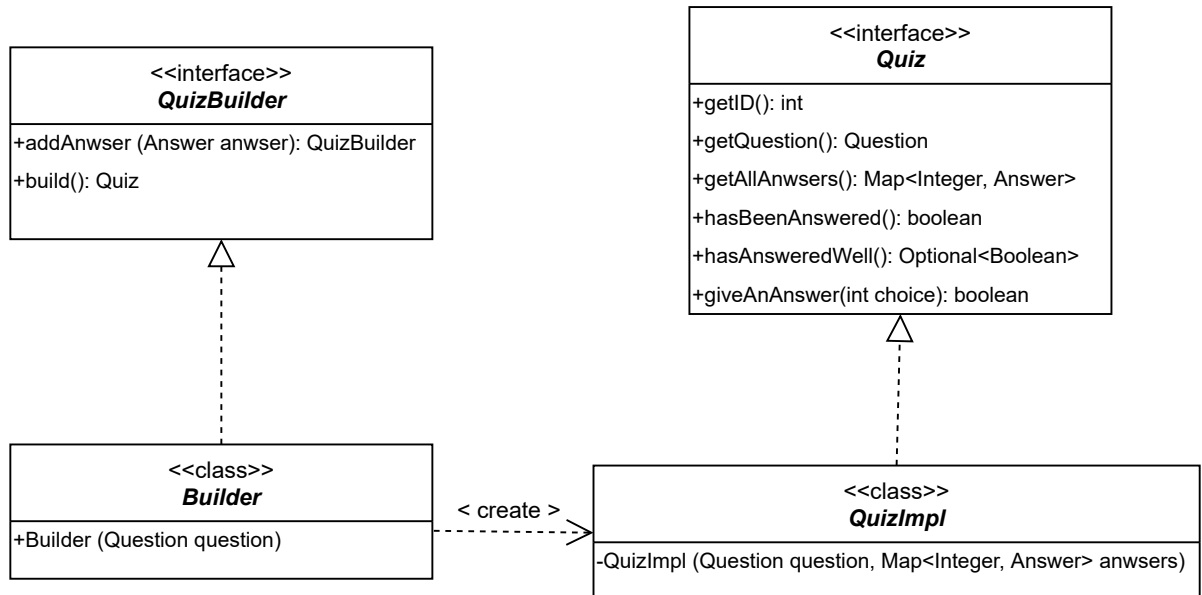 <<interface>>
QuizBuilder
+addAnwser (Answer anwser): QuizBuilder
+build(): Quiz
<<interface>>
Quiz
+getID(): int
+getQuestion(): Question
+getAllAnwsers(): Map<Integer, Answer>
+hasBeenAnswered(): boolean
+hasAnsweredWell(): Optional<Boolean>
+giveAnAnswer(int choice): boolean
<<class>>
Builder
+Builder (Question question)
< create >
<<class>>
QuizImpl
-QuizImpl (Question question, Map<Integer, Answer> anwsers)